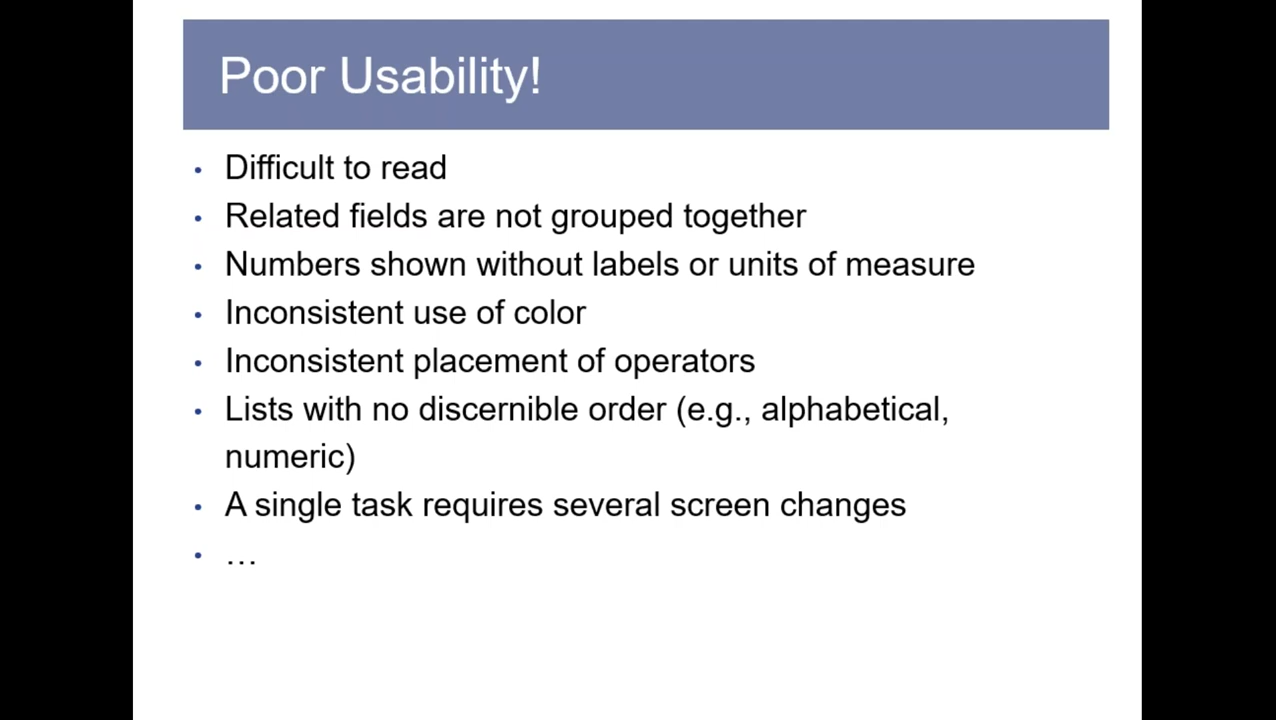 Poor Usability!
• Difficult to read
• Related fields are not grouped together
• Numbers shown without labels or units of measure
• Inconsistent use of color
• Inconsistent placement of operators
• Lists with no discernible order (e.g., alphabetical,
numeric)
• A single task requires several screen changes
• …